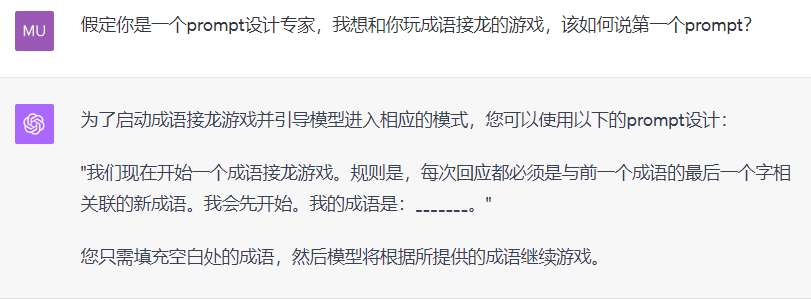 MU
假定你是一个prompt设计专家，我想和你玩成语接龙的游戏，该如何说第一个prompt?
为了启动成语接龙游戏并引导模型进入相应的模式，您可以使用以下的prompt设计：
"我们现在开始一个成语接龙游戏。规则是，每次回应都必须是与前一个成语的最后一个字相
关联的新成语。我会先开始。我的成语是：_______。"
您只需填充空白处的成语，然后模型将根据所提供的成语继续游戏。